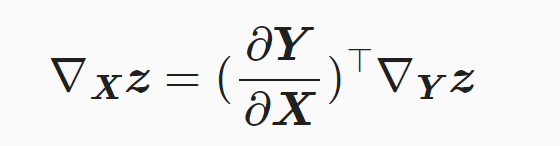 ∇_𝑿 𝒛 = (∂𝒀/∂𝑿)^⊤ ∇_𝒀 𝒛